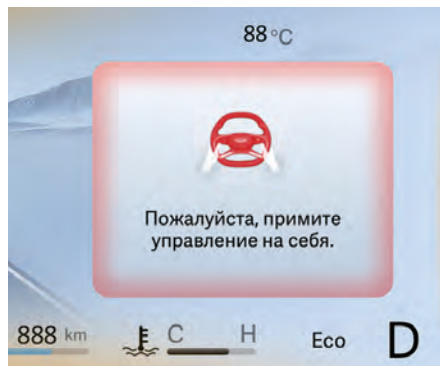 88 °C
Пожалуйста, примите
управление на себя.
888 km C H Eco D